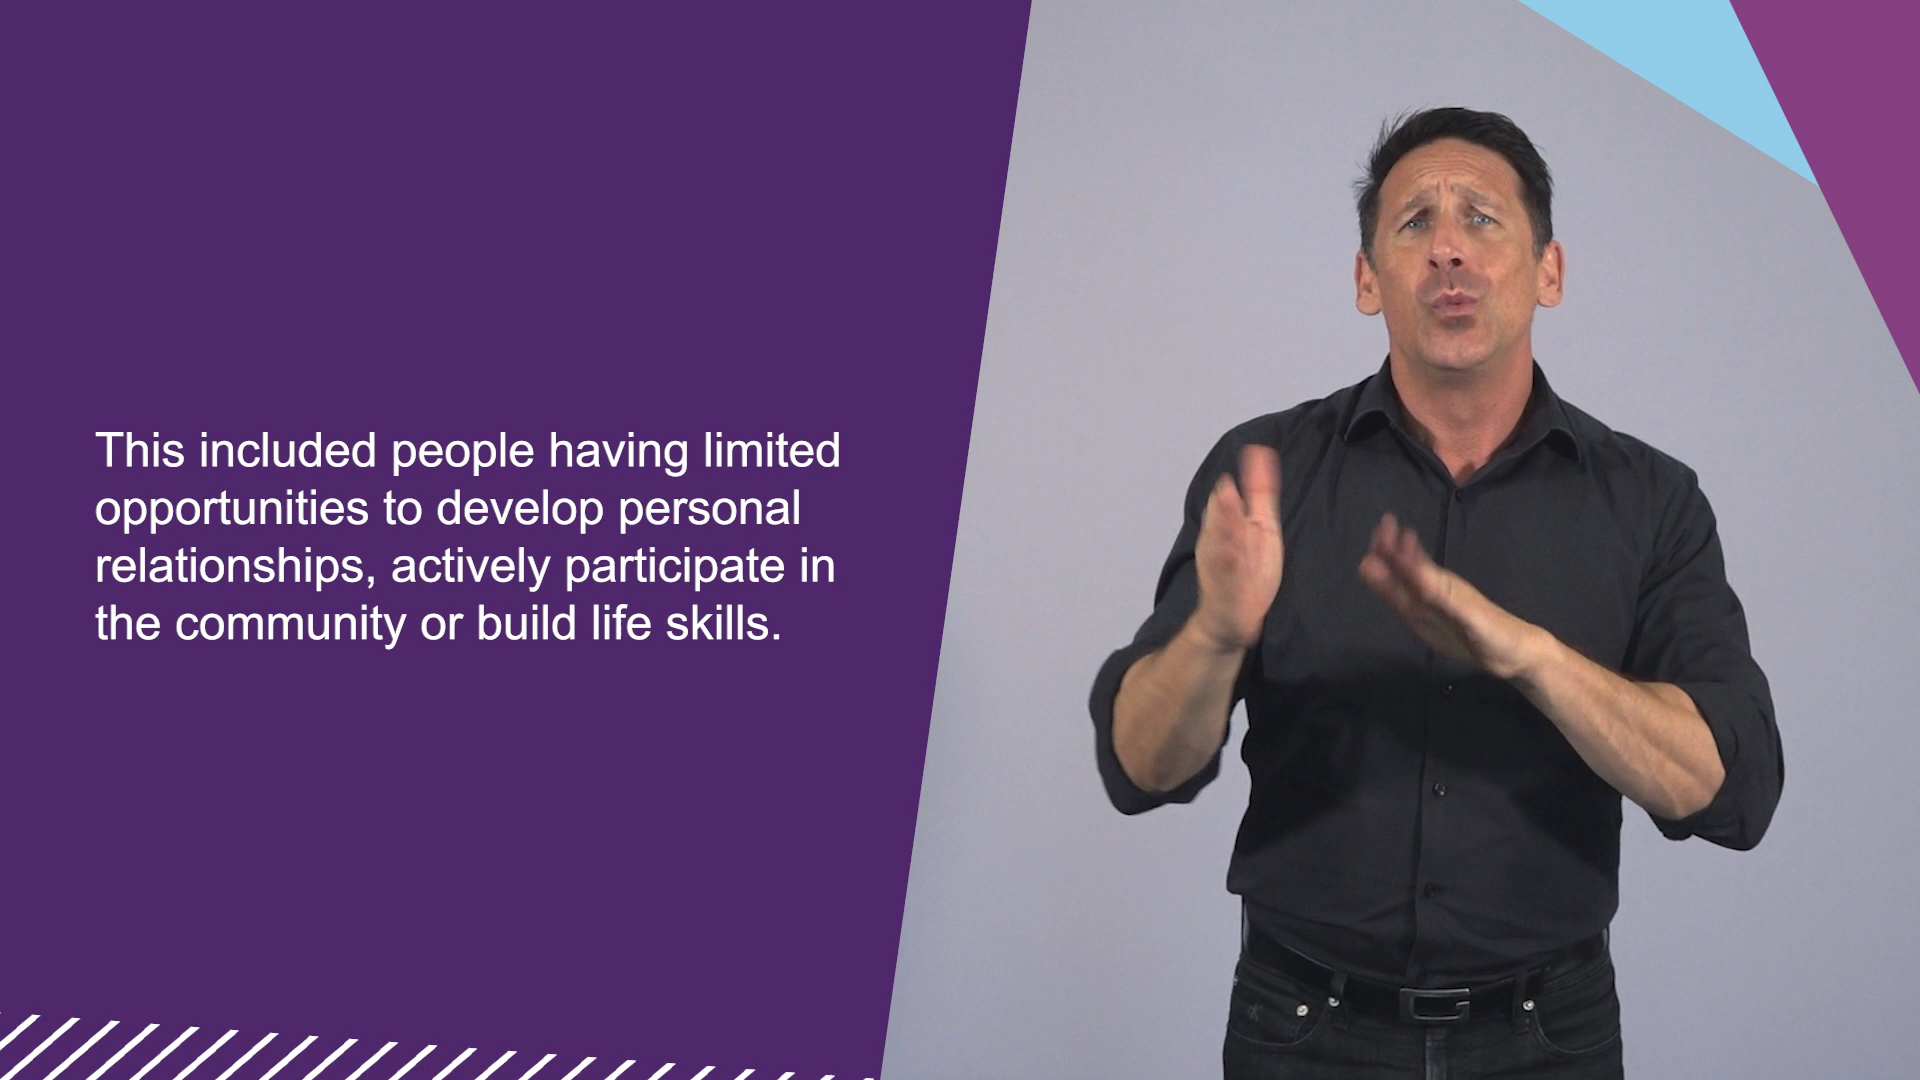 This included people having limited
opportunities to develop personal
relationships, actively participate in
the community or build life skills.